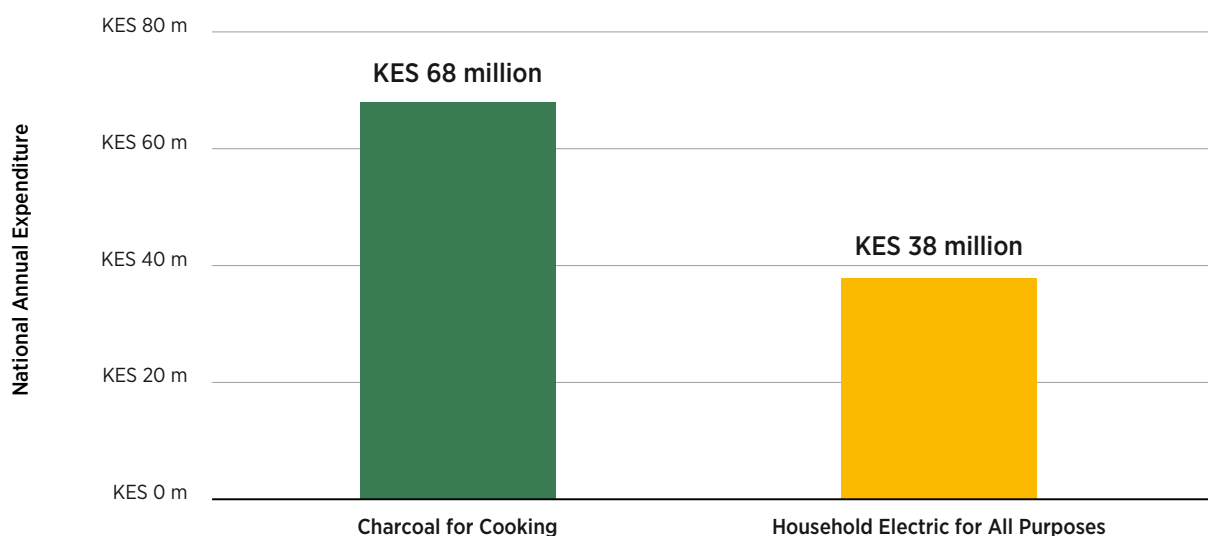 KES 80 m
KES 68 million
KES 60 m
KES 38 million
KES 40 m
KES 20 m
KES 0 m
National Annual Expenditure
Charcoal for Cooking
Household Electric for All Purposes